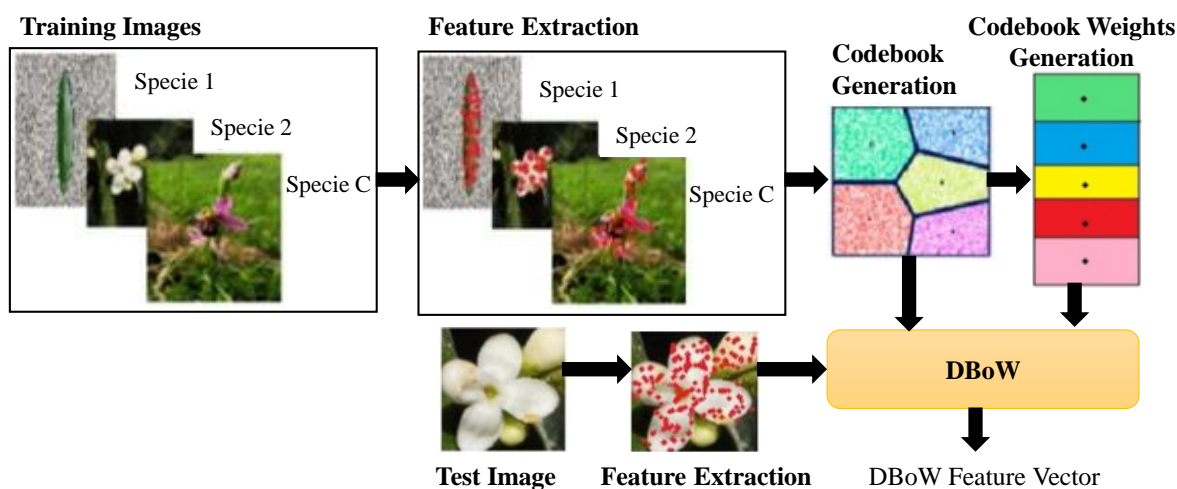 Training Images
Feature Extraction
Codebook Generation
Codebook Weights
Generation
Specie 1
Specie 2
Specie C
Specie 1
Specie 2
Specie C
DBoW
Test Image
Feature Extraction
DBoW Feature Vector